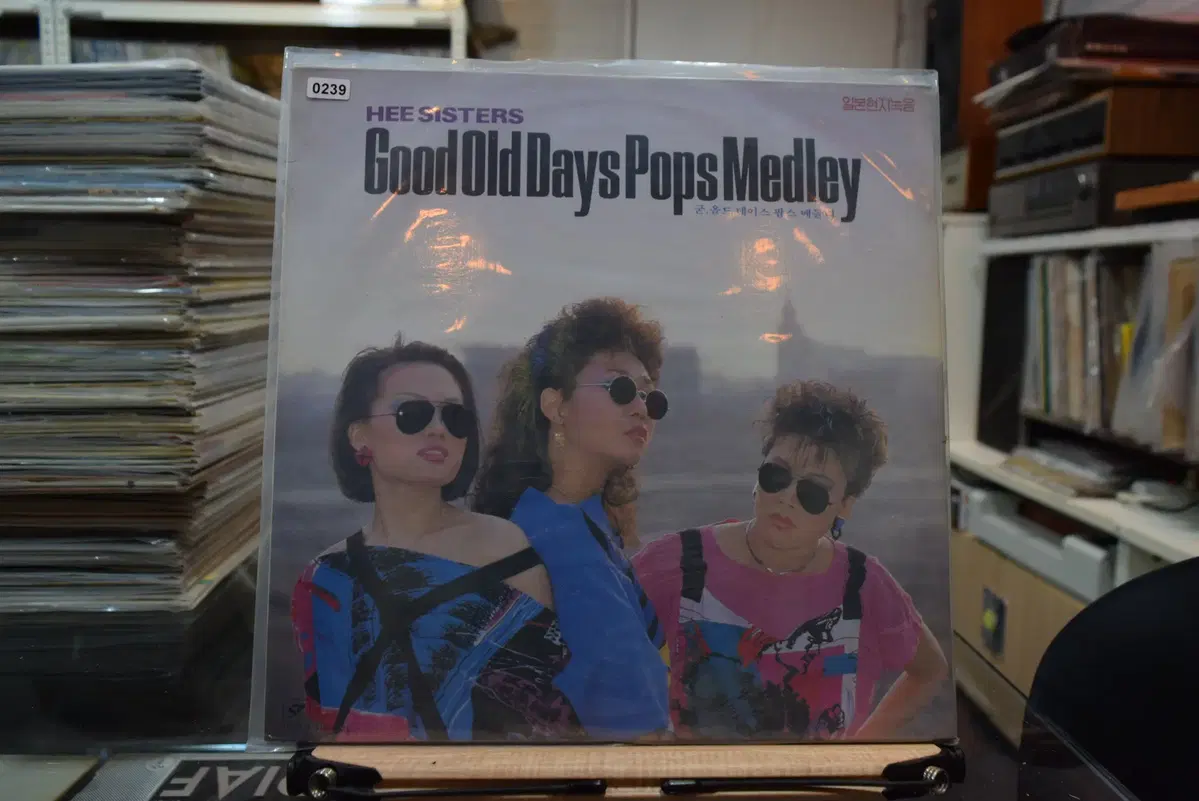 0239
HEE SISTERS
일본현지녹음
Good Old Days Pops Medley
굳.올드 데이스 팝스 메들리
PIAF